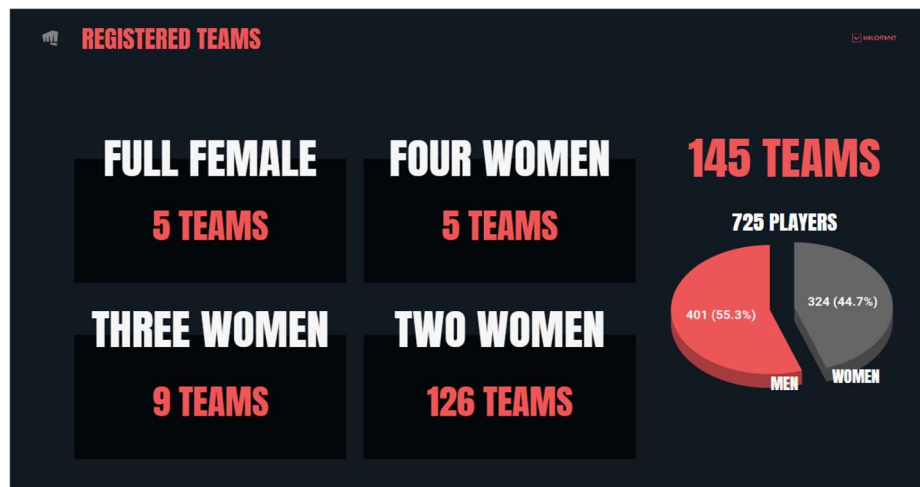 REGISTERED TEAMS
VALORANT
FULL FEMALE
5 TEAMS
FOUR WOMEN
5 TEAMS
THREE WOMEN
9 TEAMS
TWO WOMEN
126 TEAMS
145 TEAMS
725 PLAYERS
401 (55.3%)
324 (44.7%)
MEN
WOMEN